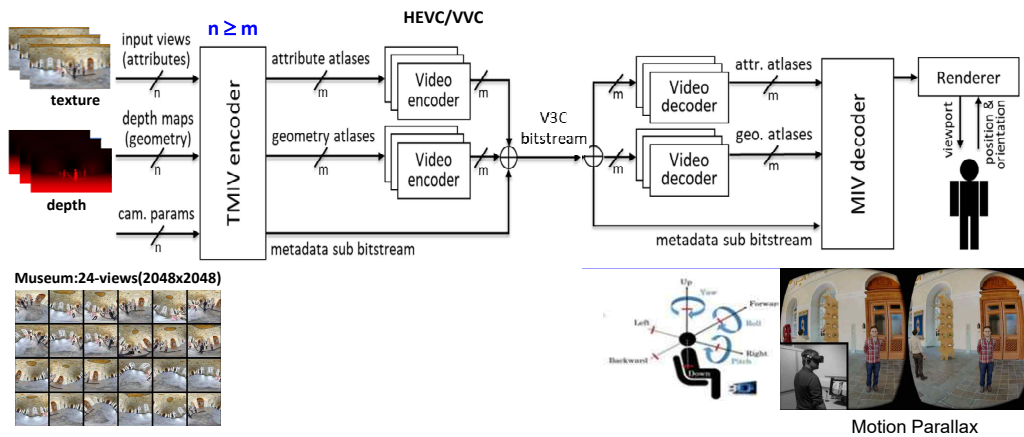 HEVC/VVC
n ≥ m
input views
(attributes)
n
texture
depth maps
(geometry)
n
depth
cam. params
n
TMIV encoder
attribute atlases
m
geometry atlases
m
metadata sub bitstream
Video
encoder
m
Video
encoder
m
V3C
bitstream
m
m
Video
decoder
Video
decoder
attr. atlases
m
geo. atlases
m
metadata sub bitstream
MIV decoder
Renderer
viewport
position &
orientation
Museum:24-views(2048x2048)
Up
Yaw
Forward
Left
Roll
Backward
Right
Pitch
Down
Motion Parallax